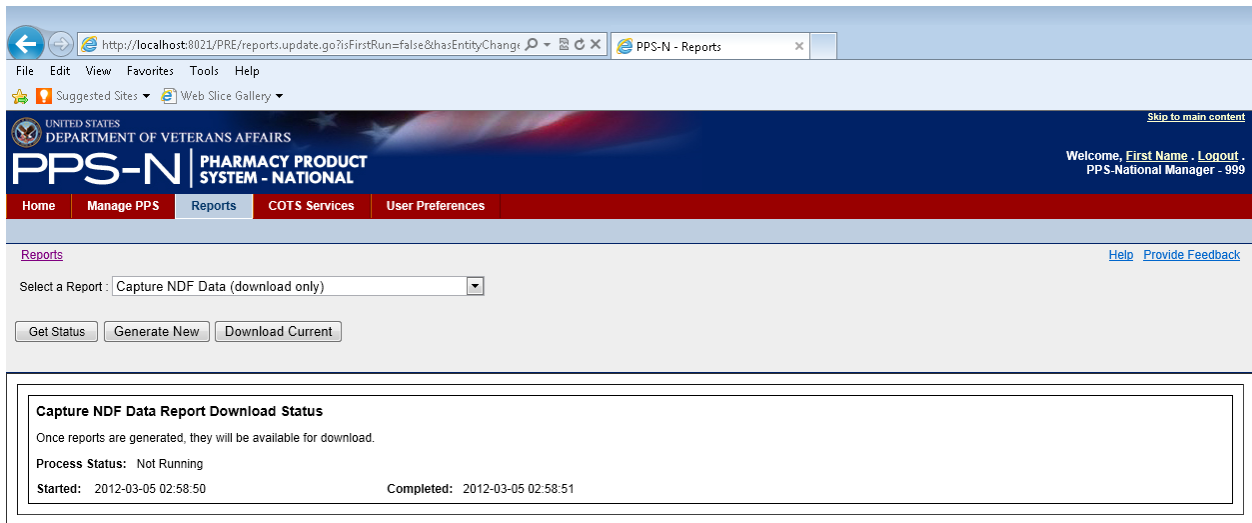 http://localhost:8021/PRE/reports.update.go?isFirstRun=false&hasEntityChange
PPS-N - Reports
File Edit View Favorites Tools Help
Suggested Sites Web Slice Gallery
Skip to main content
UNITED STATES
DEPARTMENT OF VETERANS AFFAIRS
PPS-N PHARMACY PRODUCT
SYSTEM - NATIONAL
Welcome, First Name . Logout .
PPS-National Manager - 999
Home Manage PPS Reports COTS Services User Preferences
Reports Help Provide Feedback
Select a Report : Capture NDF Data (download only)
Get Status Generate New Download Current
Capture NDF Data Report Download Status
Once reports are generated, they will be available for download.
Process Status: Not Running
Started: 2012-03-05 02:58:50 Completed: 2012-03-05 02:58:51